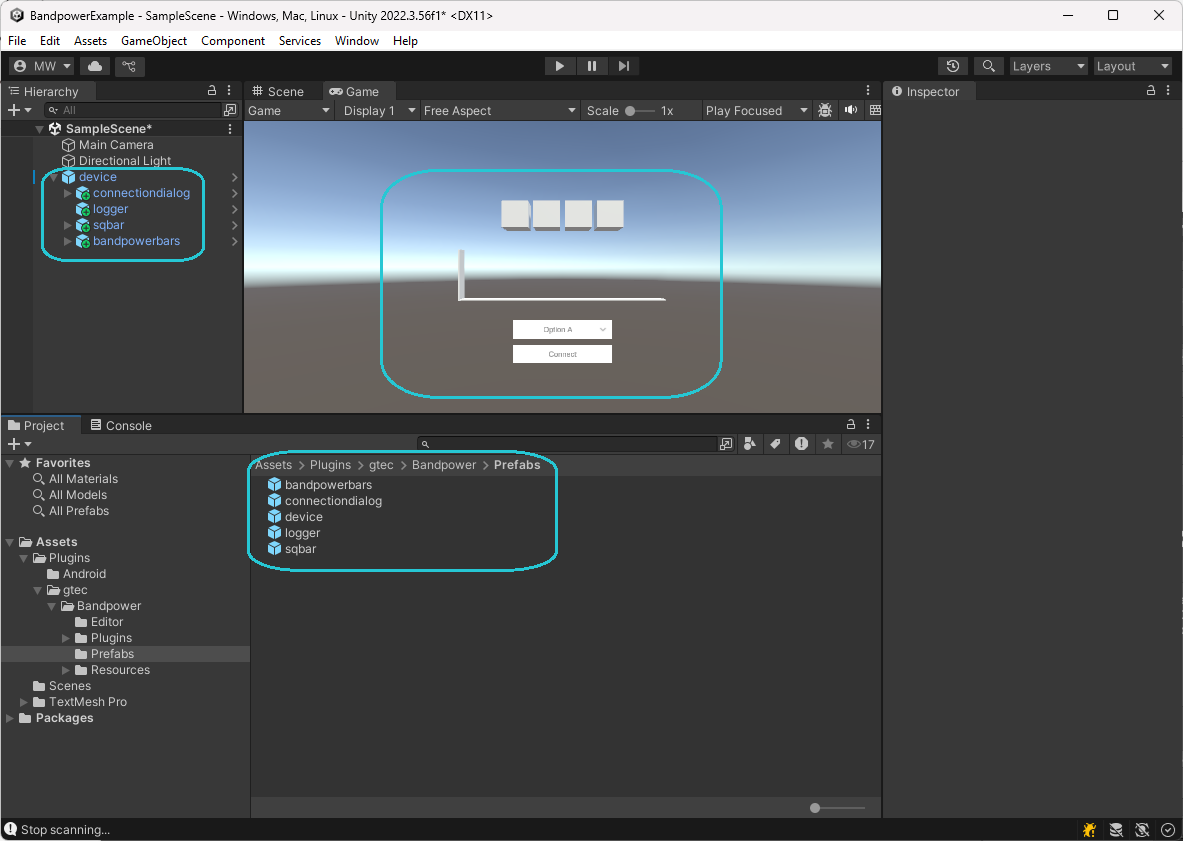 BandpowerExample - SampleScene - Windows, Mac, Linux - Unity 2022.3.56f1* <DX11>
File Edit Assets GameObject Component Services Window Help
MW Layers Layout
Hierarchy
All
SampleScene*
Main Camera
Directional Light
device
connectiondialog
logger
sqbar
bandpowerbars
Scene Game
Game Display 1 Free Aspect Scale 1x Play Focused
Option A
Connect
Inspector
Project Console
17
Favorites
All Materials
All Models
All Prefabs
Assets
Plugins
Android
gtec
Bandpower
Editor
Plugins
Prefabs
Resources
Scenes
TextMesh Pro
Packages
Assets > Plugins > gtec > Bandpower > Prefabs
bandpowerbars
connectiondialog
device
logger
sqbar
Stop scanning...